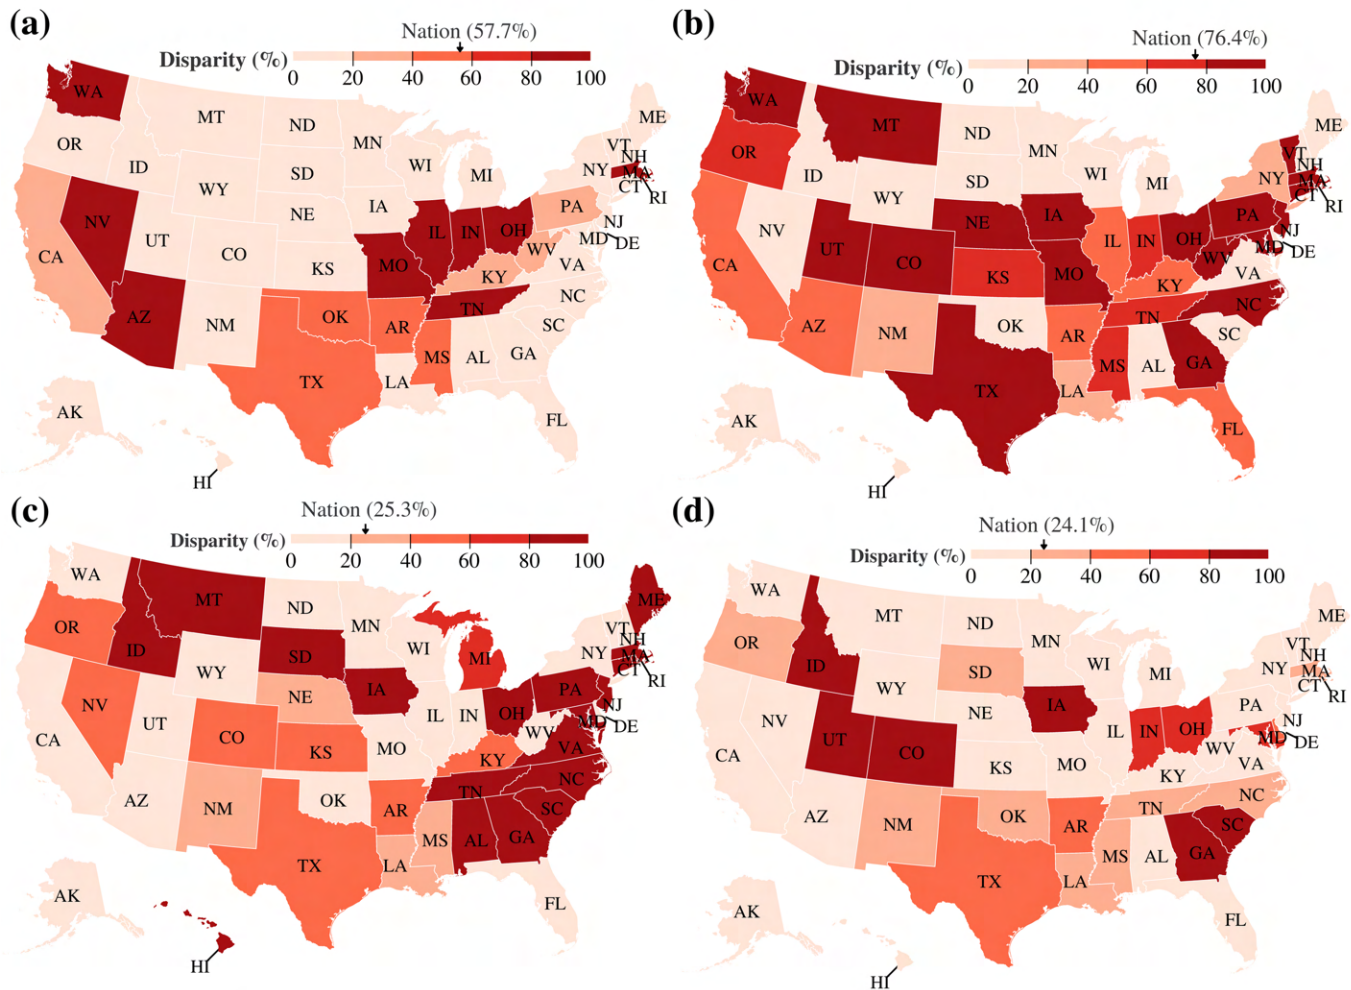 (a)
Nation (57.7%)
Disparity (%)
0 20 40 60 80 100
WA
MT
ND
MN
ME
OR
ID
SD
WI
MI
VT
NH
NY
MA
CT
RI
WY
IA
NE
PA
NJ
NV
UT
CO
IL
IN
OH
WV
MD
DE
CA
KS
MO
KY
VA
AZ
NM
OK
AR
TN
NC
SC
TX
MS
AL
GA
LA
AK
FL
HI
(b)
Nation (76.4%)
Disparity (%)
0 20 40 60 80 100
WA
MT
ND
MN
ME
OR
ID
SD
WI
MI
VT
NH
NY
MA
CT
RI
WY
IA
NE
PA
NJ
NV
UT
CO
IL
IN
OH
WV
MD
DE
CA
KS
MO
KY
VA
AZ
NM
OK
AR
TN
NC
SC
TX
MS
AL
GA
LA
AK
FL
HI
(c)
Nation (25.3%)
Disparity (%)
0 20 40 60 80 100
WA
MT
ND
MN
ME
OR
ID
SD
WI
MI
VT
NH
NY
MA
CT
RI
WY
IA
NE
PA
NJ
NV
UT
CO
IL
IN
OH
WV
MD
DE
CA
KS
MO
KY
VA
AZ
NM
OK
AR
TN
NC
SC
TX
MS
AL
GA
LA
AK
FL
HI
(d)
Nation (24.1%)
Disparity (%)
0 20 40 60 80 100
WA
MT
ND
MN
ME
OR
ID
SD
WI
MI
VT
NH
NY
MA
CT
RI
WY
IA
NE
PA
NJ
NV
UT
CO
IL
IN
OH
WV
MD
DE
CA
KS
MO
KY
VA
AZ
NM
OK
AR
TN
NC
SC
TX
MS
AL
GA
LA
AK
FL
HI